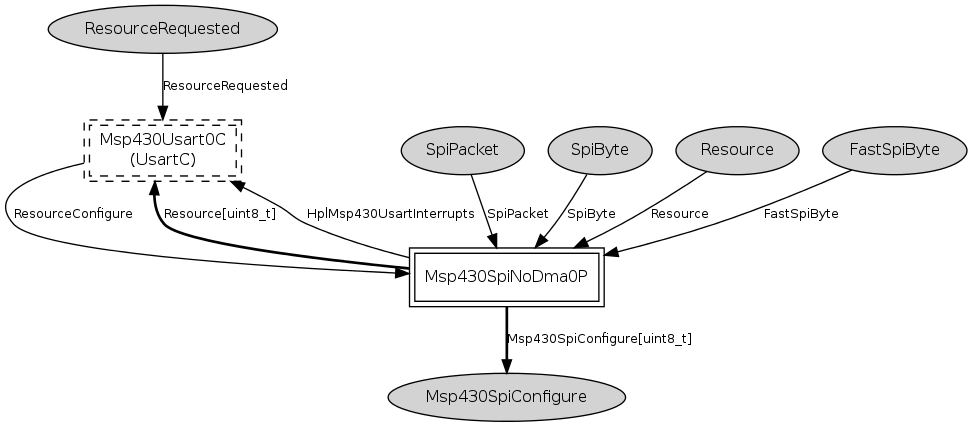 ResourceRequested
ResourceRequested
Msp430Usart0C
(UsartC)
SpiPacket
SpiByte
Resource
FastSpiByte
ResourceConfigure
Resource[uint8_t]
HplMsp430UsartInterrupts
SpiPacket
SpiByte
Resource
FastSpiByte
Msp430SpiNoDma0P
Msp430SpiConfigure[uint8_t]
Msp430SpiConfigure